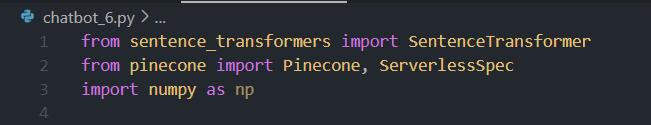 chatbot_6.py > ...
1 from sentence_transformers import SentenceTransformer
2 from pinecone import Pinecone, ServerlessSpec
3 import numpy as np
4